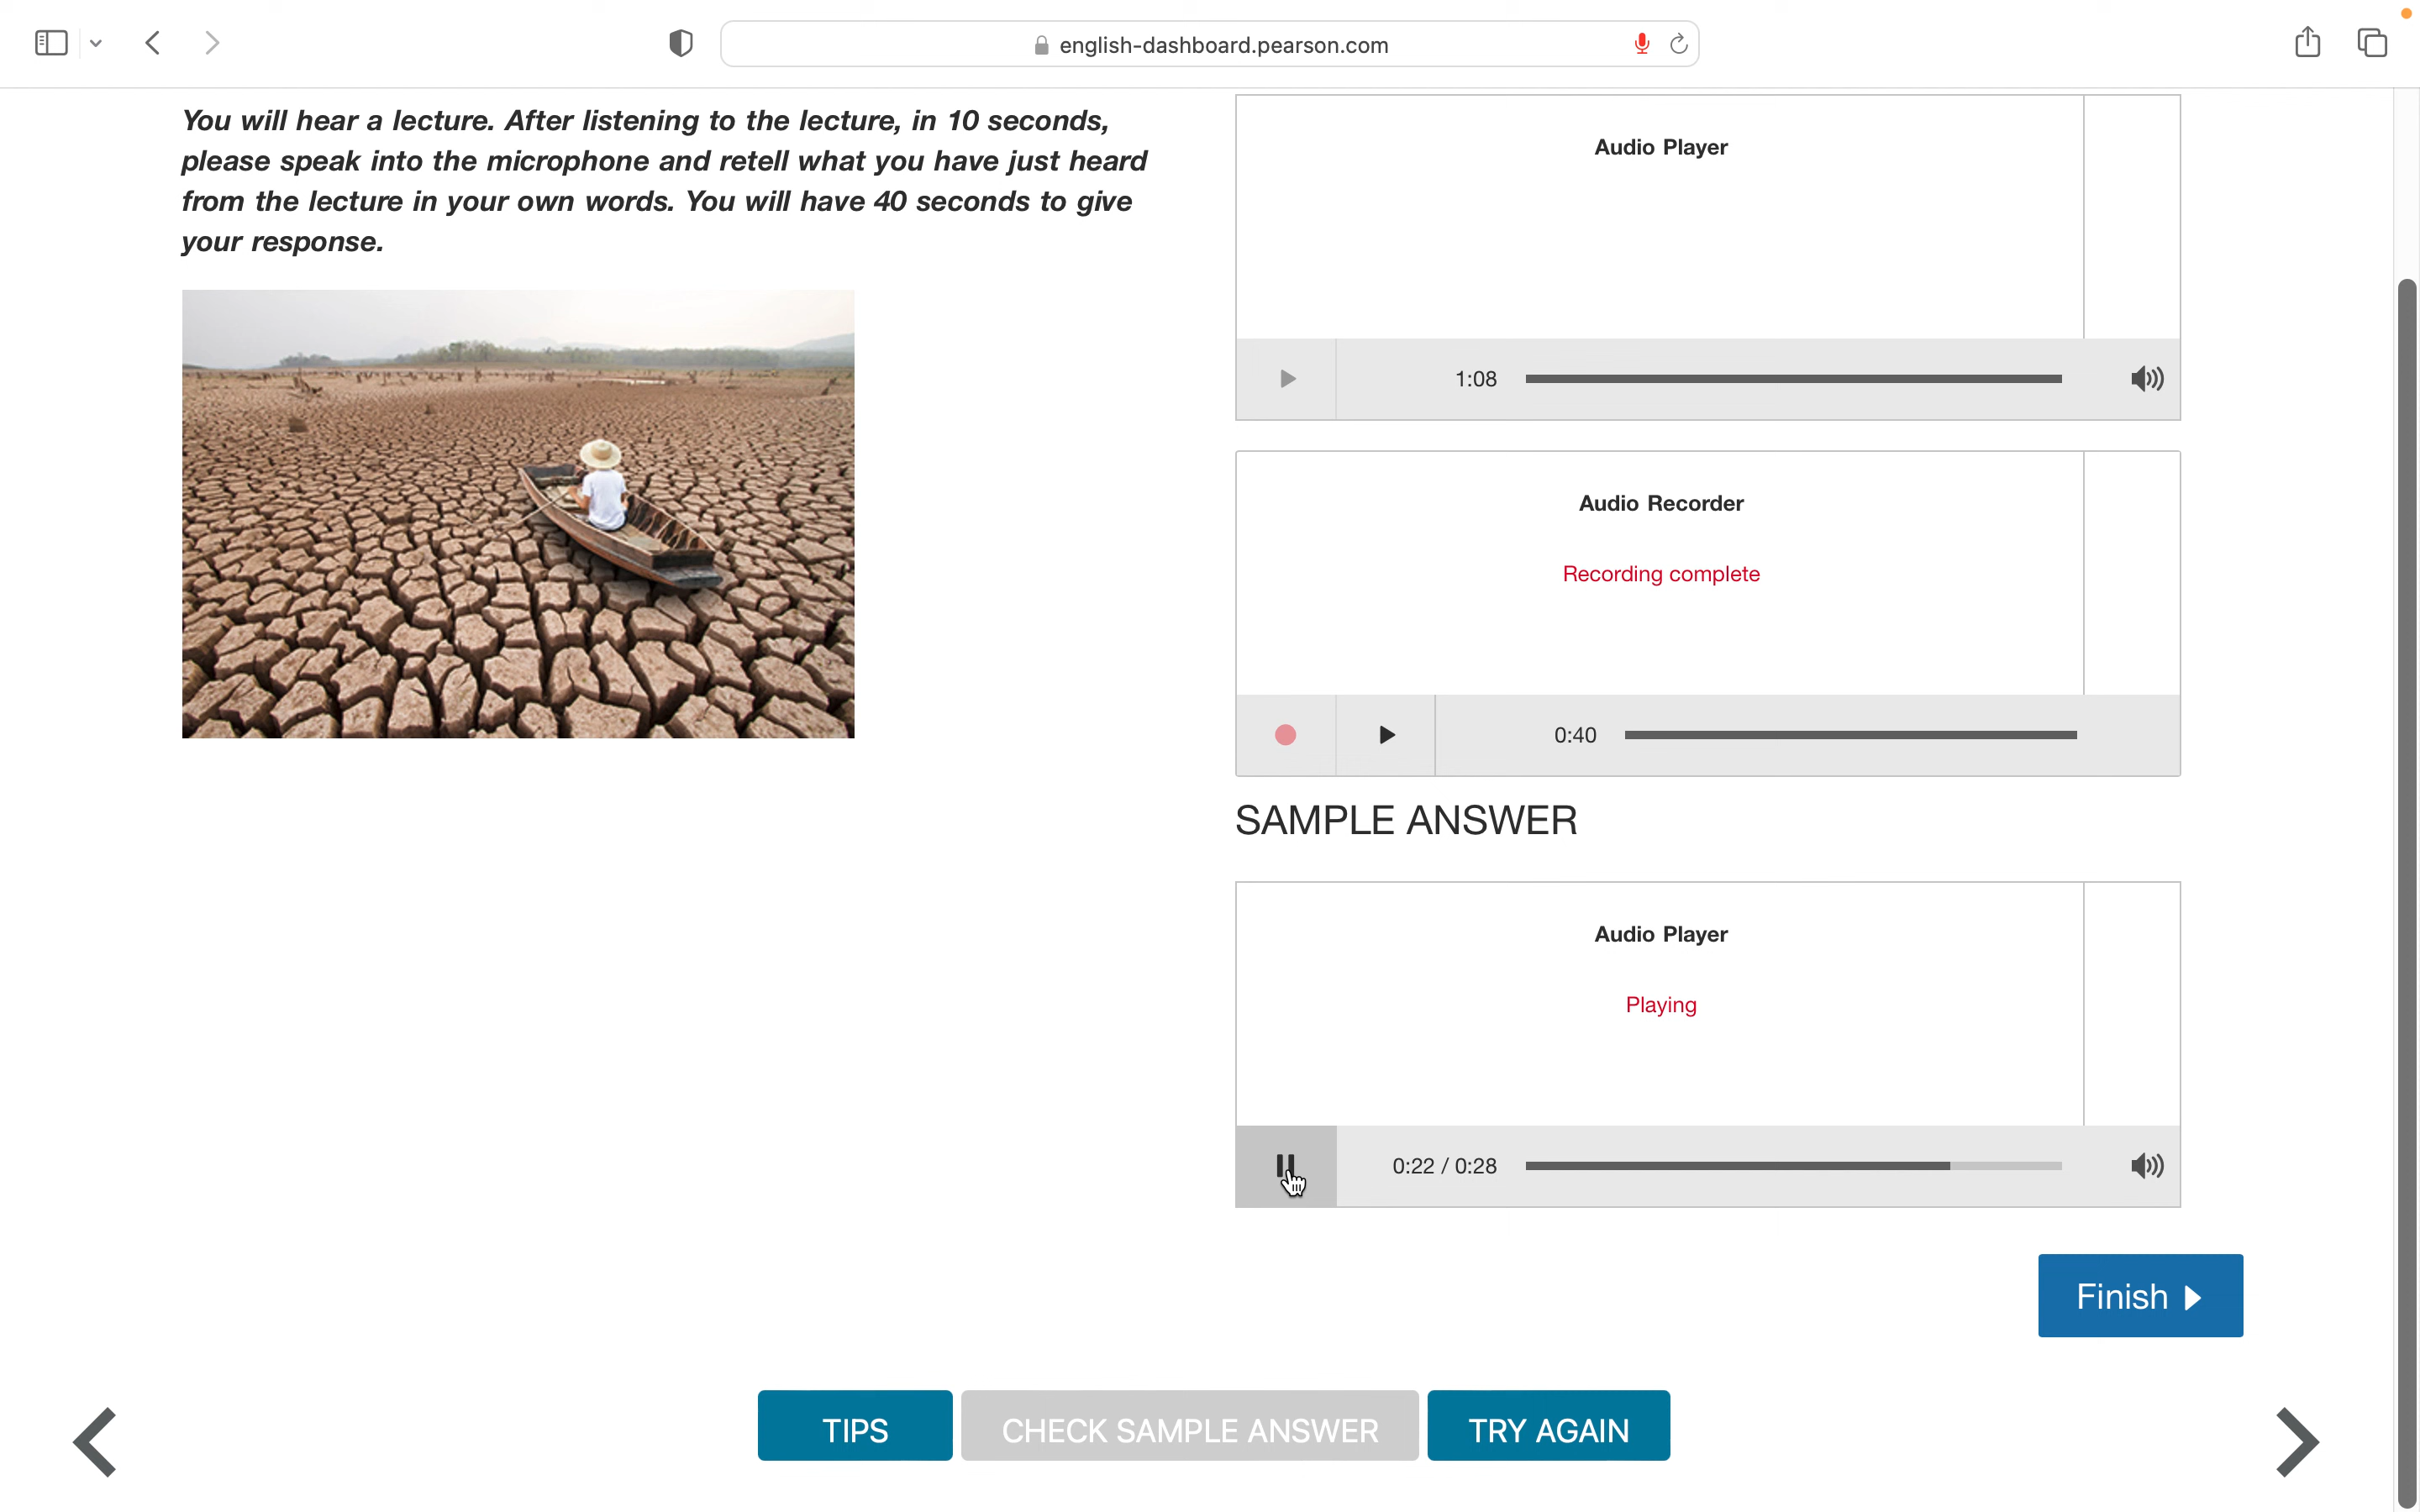 english-dashboard.pearson.com
You will hear a lecture. After listening to the lecture, in 10 seconds,
please speak into the microphone and retell what you have just heard
from the lecture in your own words. You will have 40 seconds to give
your response.
Audio Player
1:08
Audio Recorder
Recording complete
0:40
SAMPLE ANSWER
Audio Player
Playing
0:22 / 0:28
Finish
TIPS
CHECK SAMPLE ANSWER
TRY AGAIN